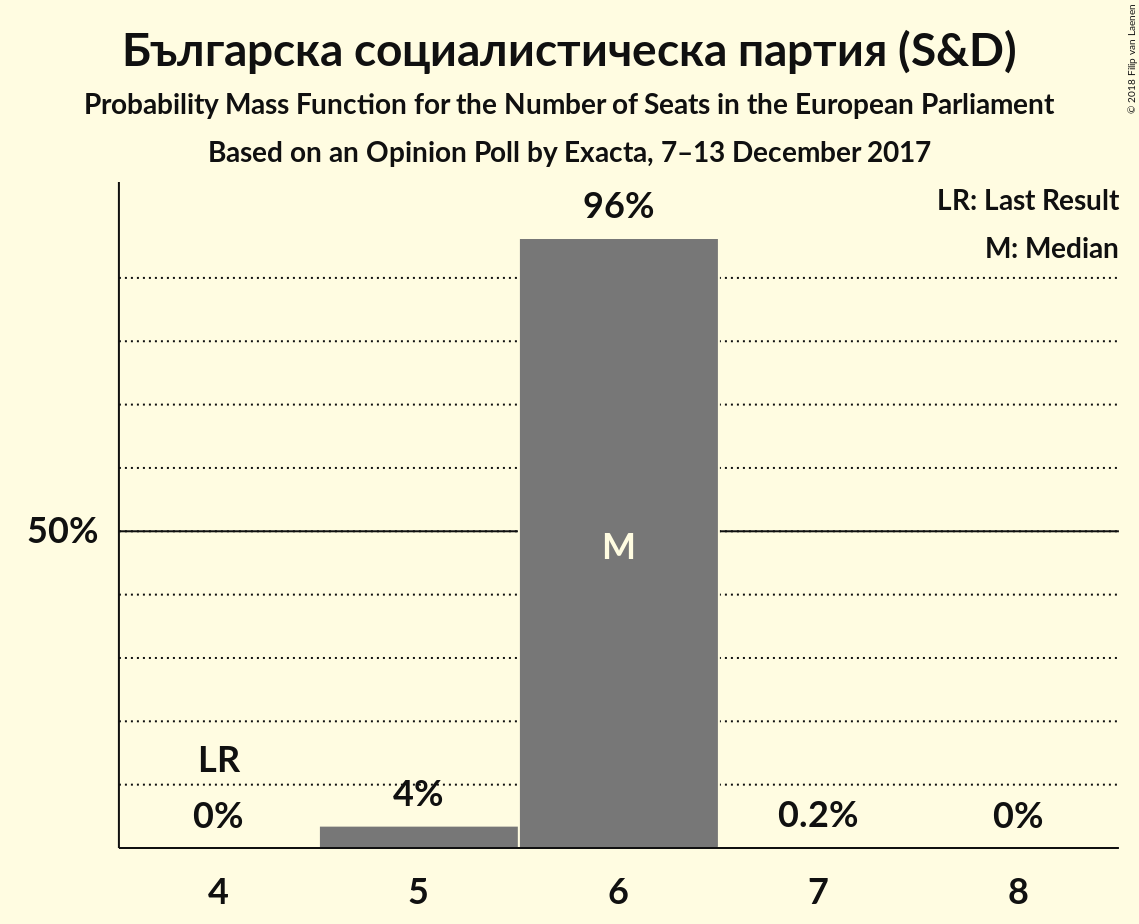 Българска социалистическа партия (S&D)
Probability Mass Function for the Number of Seats in the European Parliament
Based on an Opinion Poll by Exacta, 7–13 December 2017
© 2018 Filip van Laenen
LR: Last Result
M: Median
96%
50%
M
LR
0%
4%
0.2%
0%
4 5 6 7 8